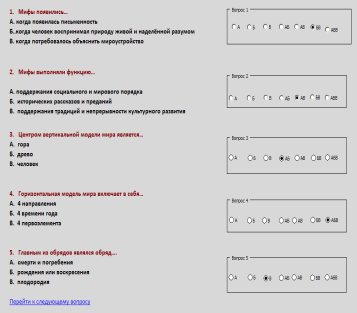 1. Мифы появились...
А. когда появилась письменность
Б. когда человек воспринимал природу живой и наделённой разумом
В. когда потребовалось объяснить мироустройство
Вопрос 1
А Б В АБ АВ БВ АБВ
2. Мифы выполняли функцию...
А. поддержания социального и мирового порядка
Б. исторических рассказов и преданий
В. поддержания традиций и непрерывности культурного развития
Вопрос 2
А Б В АБ АВ БВ АБВ
3. Центром вертикальной модели мира является...
А. гора
Б. древо
В. человек
Вопрос 3
А Б В АБ АВ БВ АБВ
4. Горизонтальная модель мира включает в себя...
А. 4 направления
Б. 4 времени года
В. 4 первоэлемента
Вопрос 4
А Б В АБ АВ БВ АБВ
5. Главным из обрядов являлся обряд....
А. смерти и погребения
Б. рождения или воскресения
В. плодородия
Вопрос 5
А Б В АБ АВ БВ АБВ
Перейти к следующему вопросу